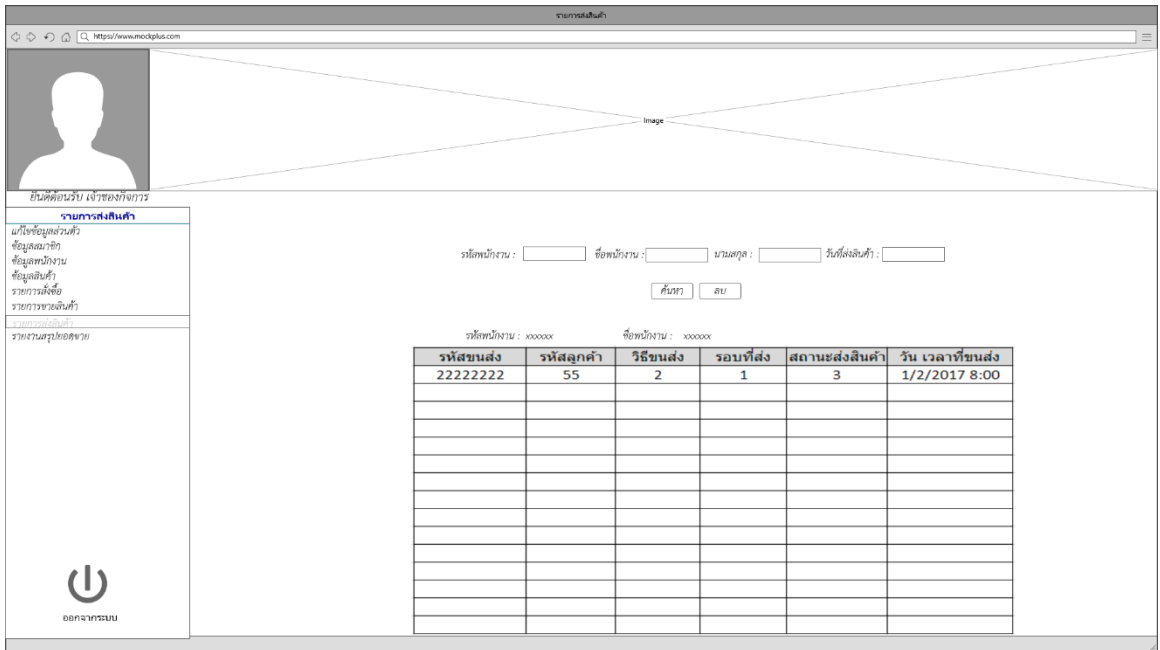 รายการส่งสินค้า
https://www.mockplus.com
Image
ยินดีต้อนรับ เจ้าของกิจการ
รายการส่งสินค้า
แก้ไขข้อมูลส่วนตัว
ข้อมูลสมาชิก
ข้อมูลพนักงาน
ข้อมูลสินค้า
รายการสั่งซื้อ
รายการขายสินค้า
รายการส่งสินค้า
รายงานสรุปยอดขาย
ออกจากระบบ
รหัสพนักงาน : ชื่อพนักงาน : นามสกุล : วันที่ส่งสินค้า :
ค้นหา ลบ
รหัสพนักงาน : xxxxxx ชื่อพนักงาน : xxxxxx
รหัสขนส่ง รหัสลูกค้า วิธีขนส่ง รอบที่ส่ง สถานะส่งสินค้า วัน เวลาที่ขนส่ง
22222222 55 2 1 3 1/2/2017 8:00